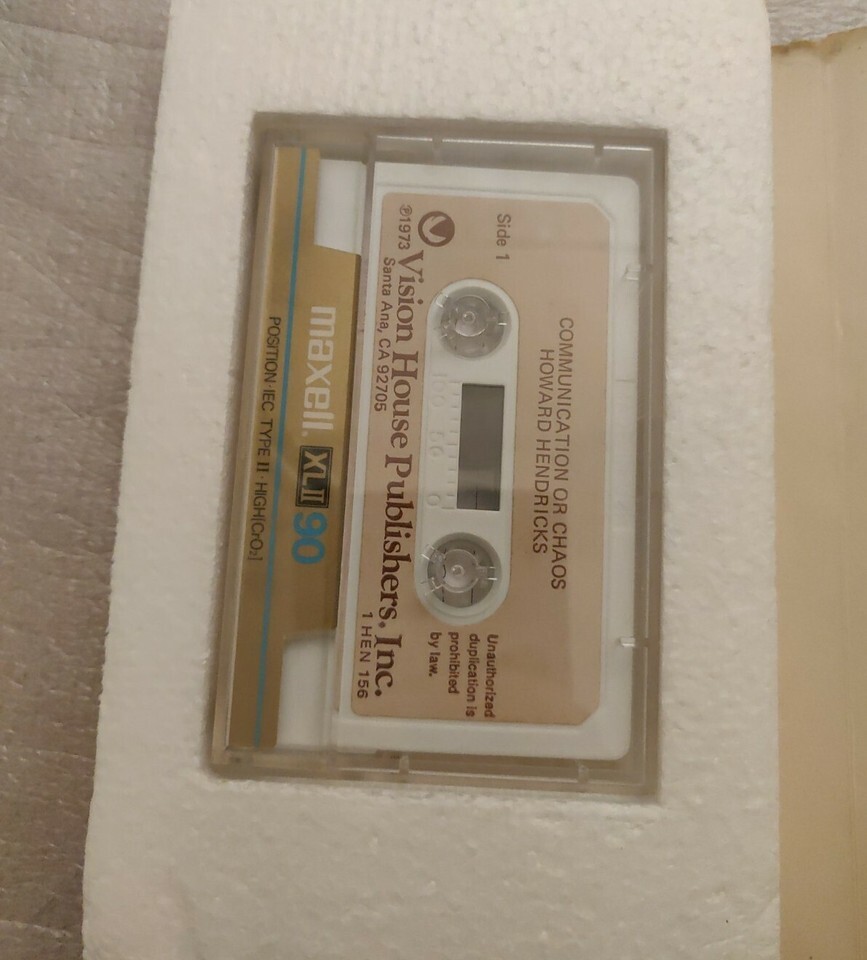 COMMUNICATION OR CHAOS
HOWARD HENDRICKS
Side 1
Unauthorized
duplication is
prohibited
by law.
℗1973 Vision House Publishers, Inc.
Santa Ana, CA 92705
1 HEN 156
maxell. XLII 90
POSITION·IEC TYPE II·HIGH(CrO₂)